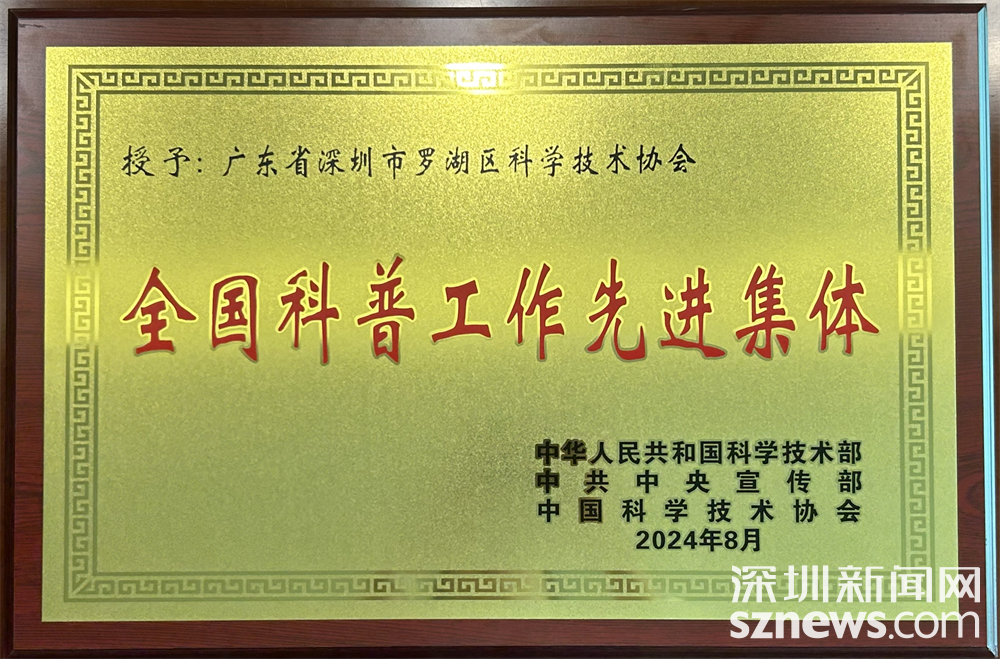 授予：广东省深圳市罗湖区科学技术协会
全国科普工作先进集体
中华人民共和国科学技术部
中共中央宣传部
中国科学技术协会
2024年8月
深圳新闻网
sznews.com